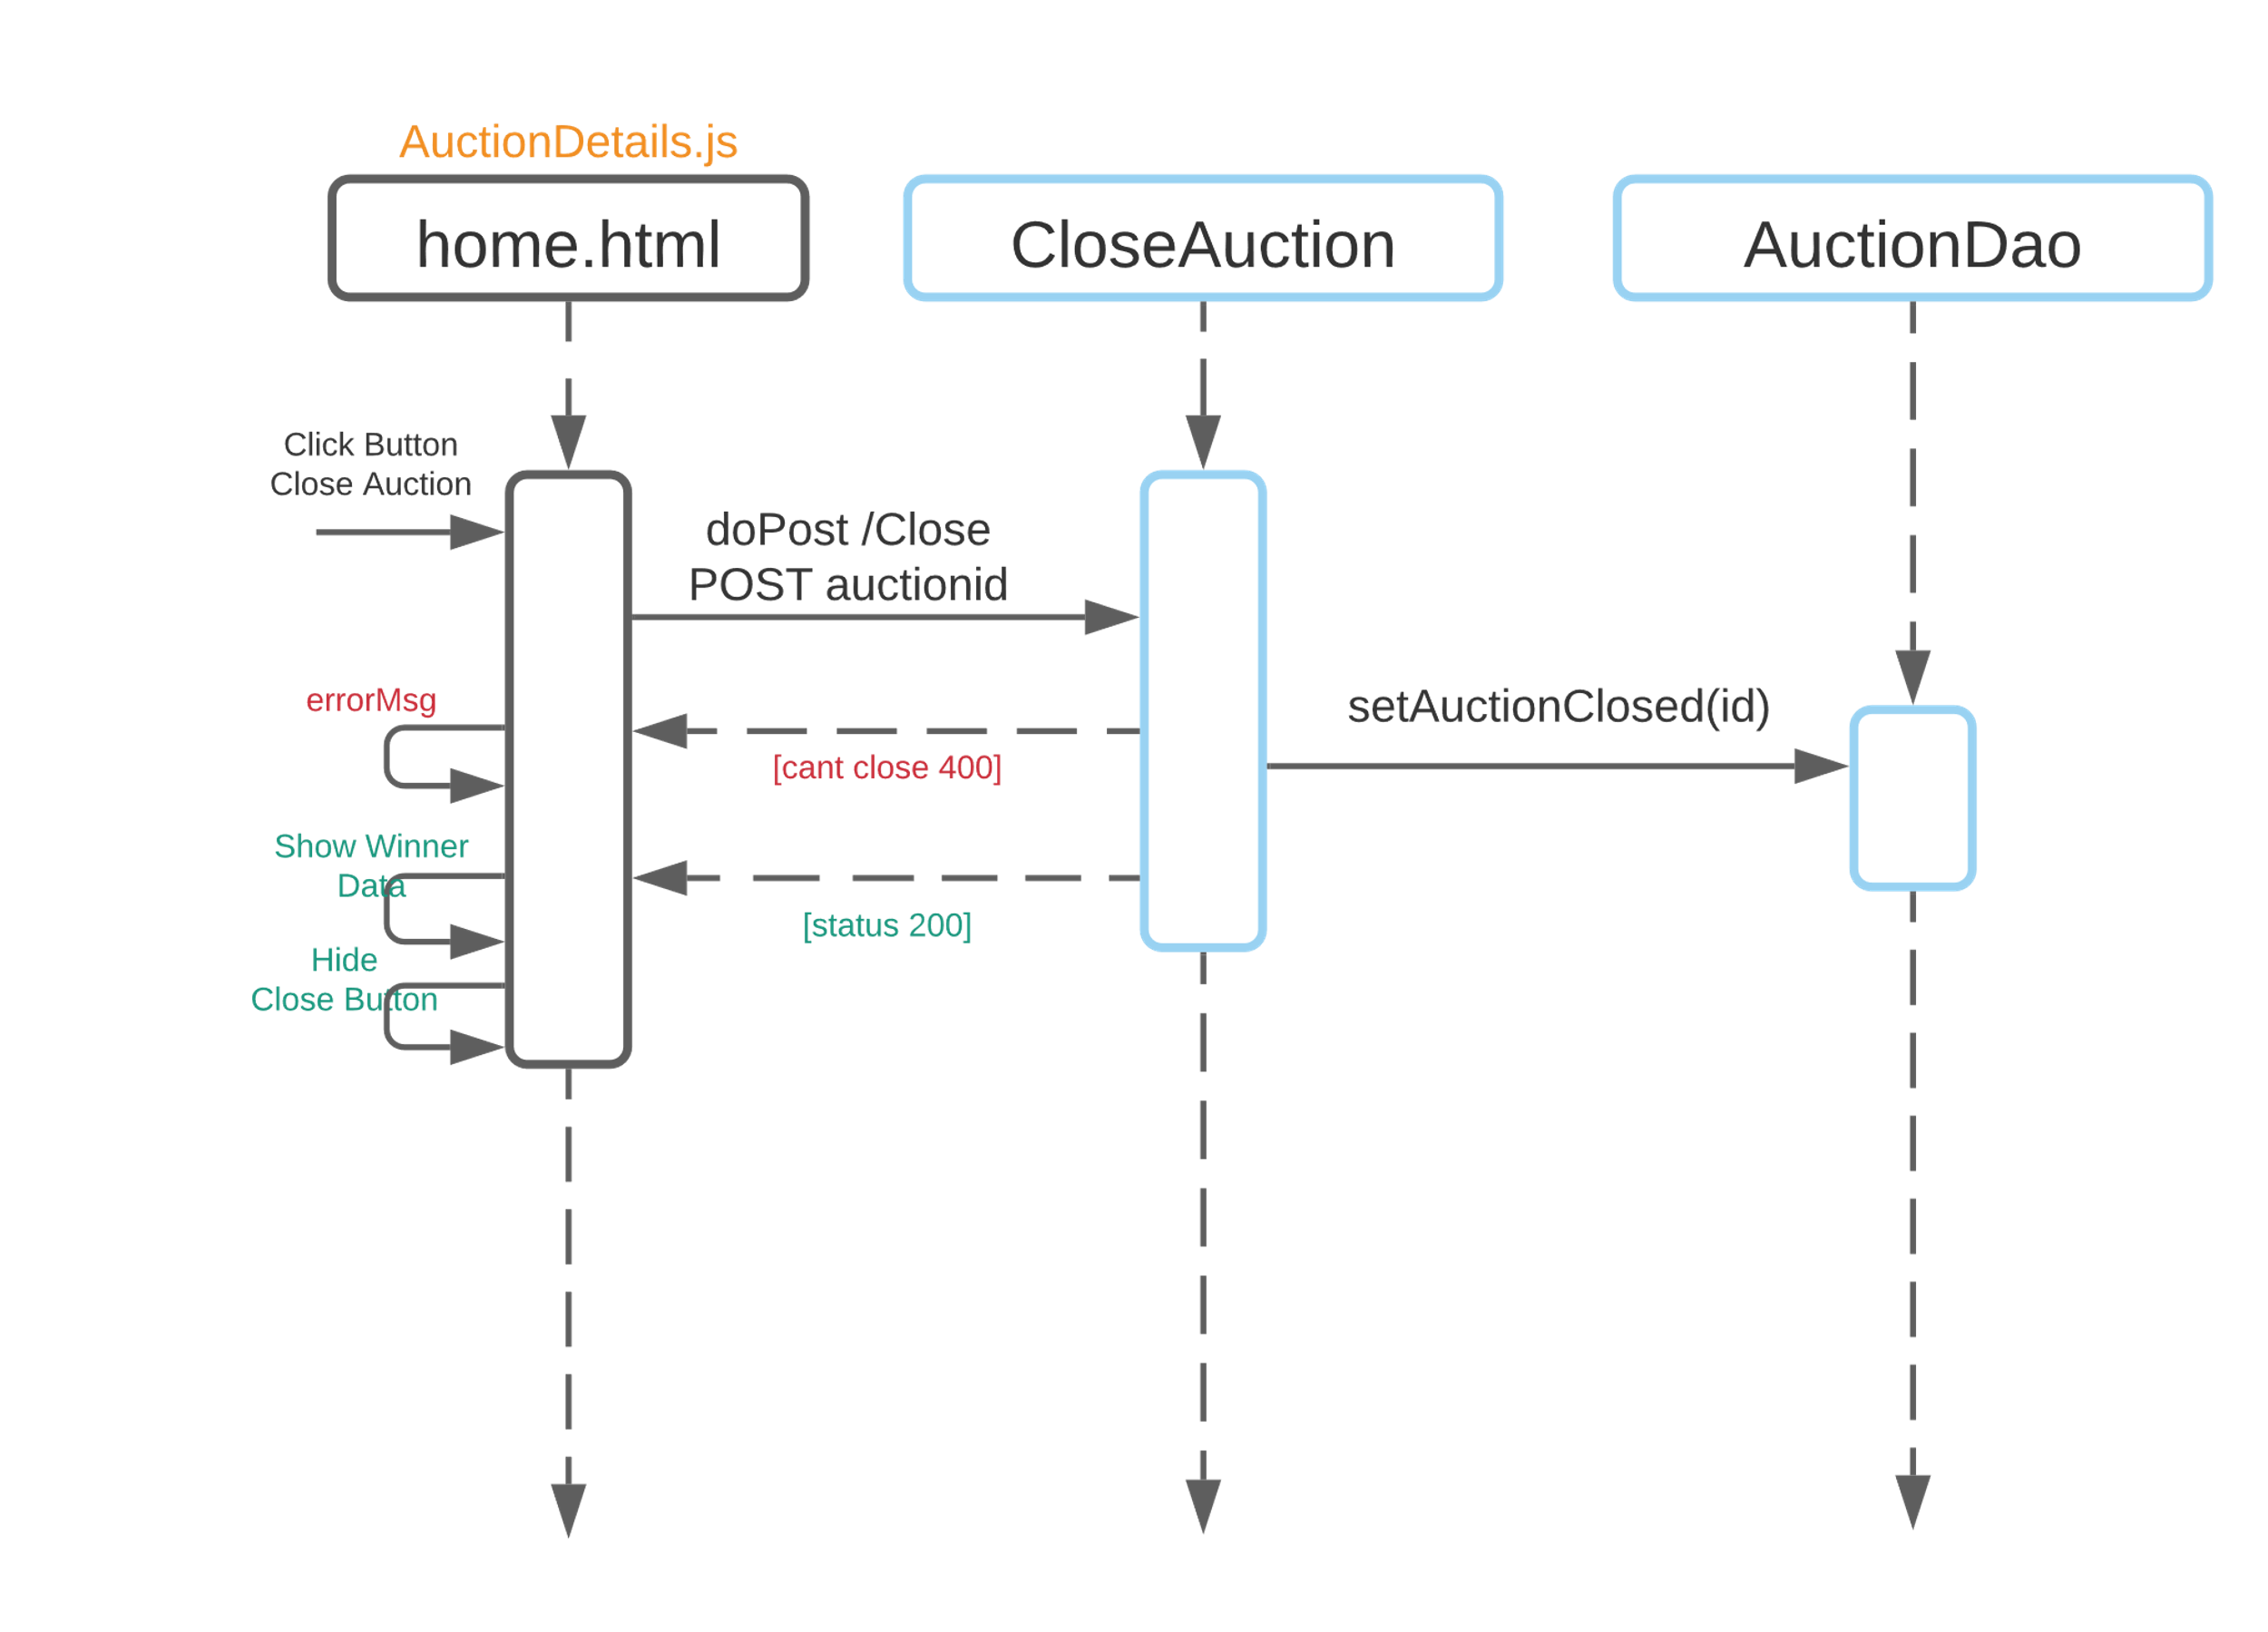 AuctionDetails.js
home.html
CloseAuction
AuctionDao
Click Button
Close Auction
doPost /Close
POST auctionid
errorMsg
[cant close 400]
setAuctionClosed(id)
Show Winner
Data
[status 200]
Hide
Close Button